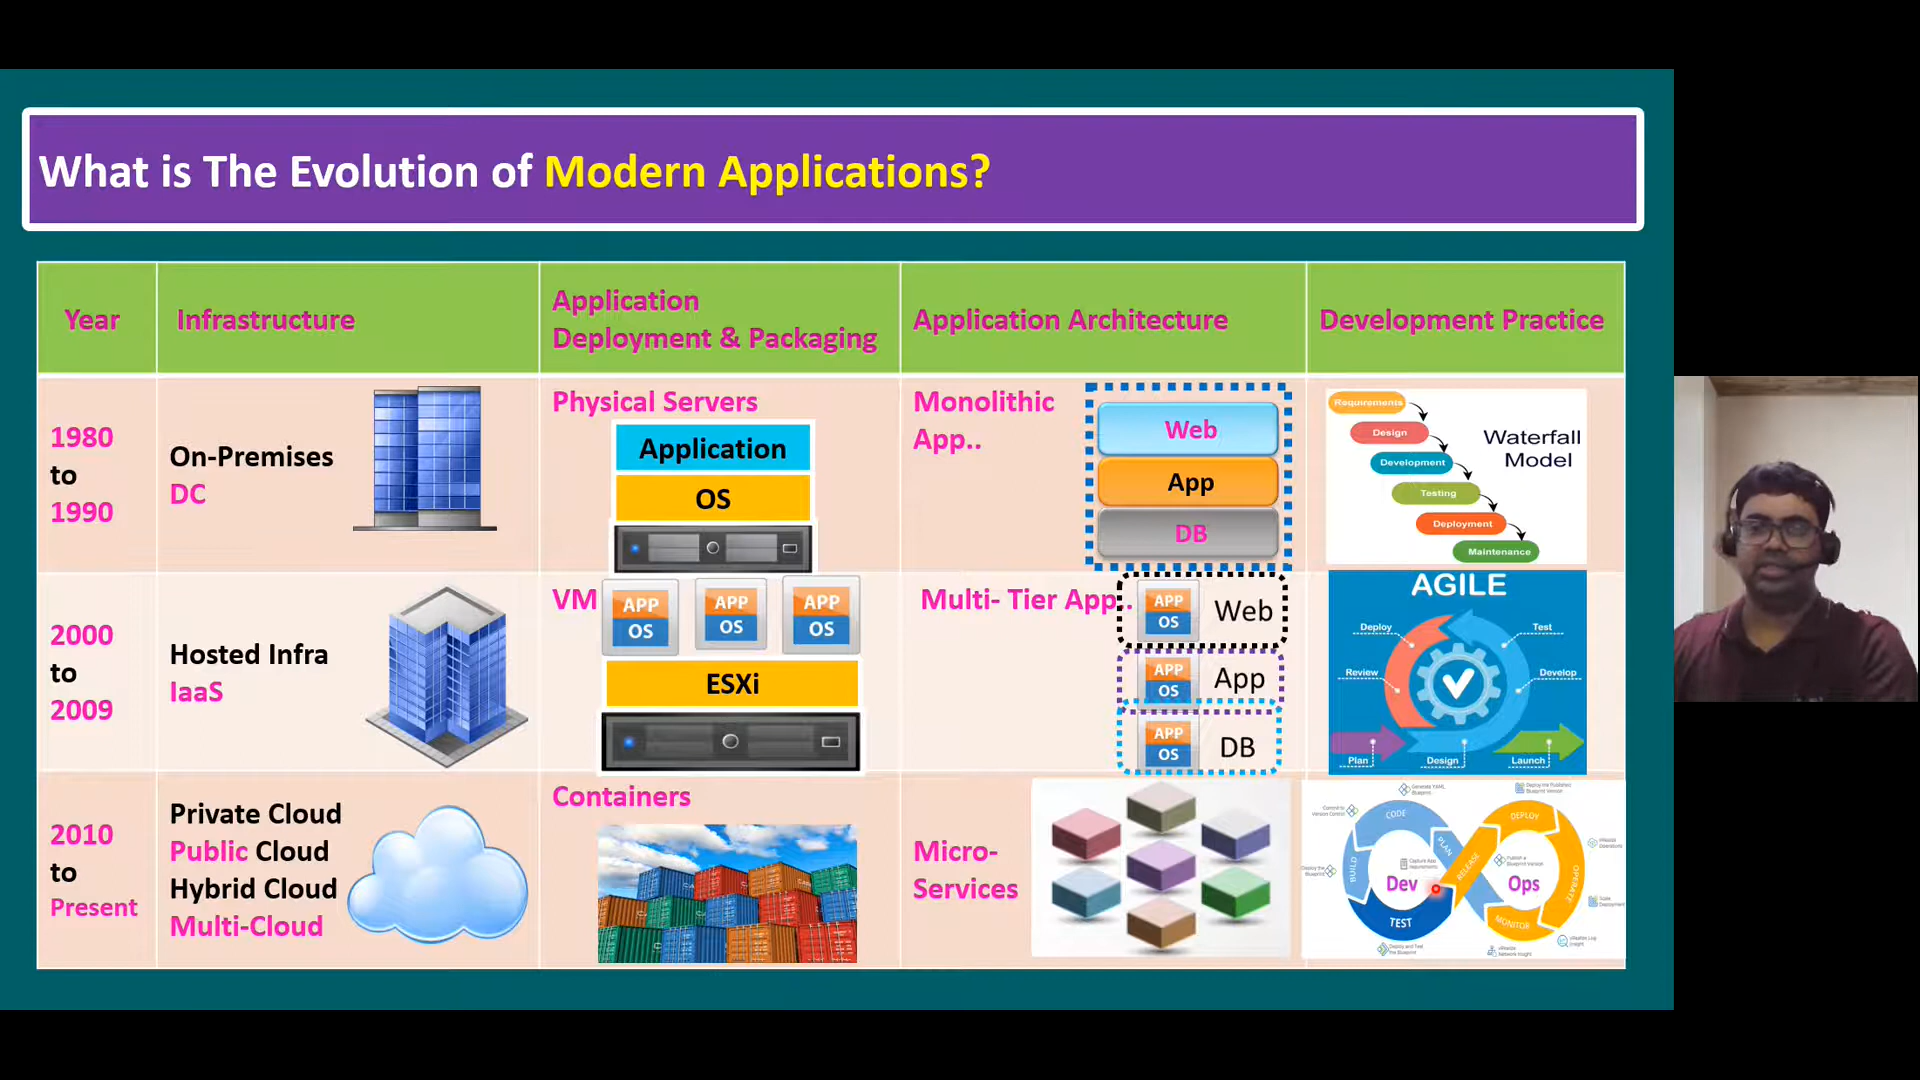 What is The Evolution of Modern Applications?
Year
Infrastructure
Application
Deployment & Packaging
Application Architecture
Development Practice
1980
to
1990
On-Premises
DC
Physical Servers
Application
OS
Monolithic
App..
Web
App
DB
Requirements
Design
Development
Testing
Deployment
Maintenance
Waterfall
Model
2000
to
2009
Hosted Infra
IaaS
VM
APP
OS
APP
OS
APP
OS
ESXi
Multi- Tier App..
APP
OS
Web
APP
OS
App
APP
OS
DB
AGILE
Deploy
Test
Review
Develop
Plan
Design
Launch
2010
to
Present
Private Cloud
Public Cloud
Hybrid Cloud
Multi-Cloud
Containers
Micro-
Services
CODE
BUILD
PLAN
TEST
Dev
RELEASE
DEPLOY
OPERATE
MONITOR
Ops